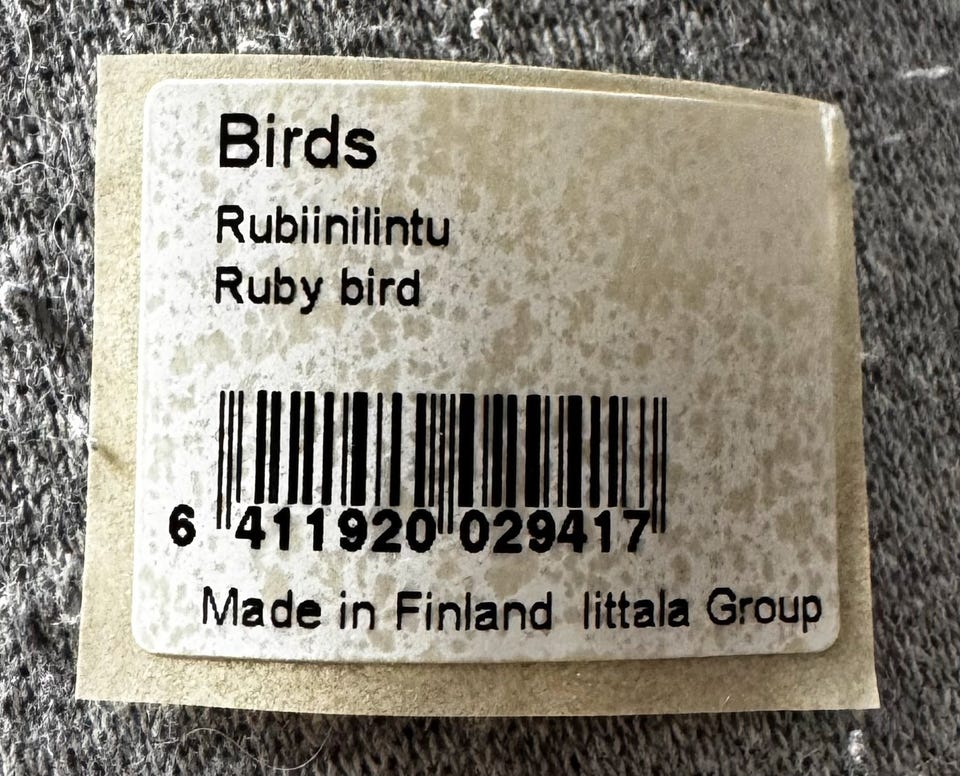 Birds
Rubiinilintu
Ruby bird
6 411920 029417
Made in Finland Iittala Group